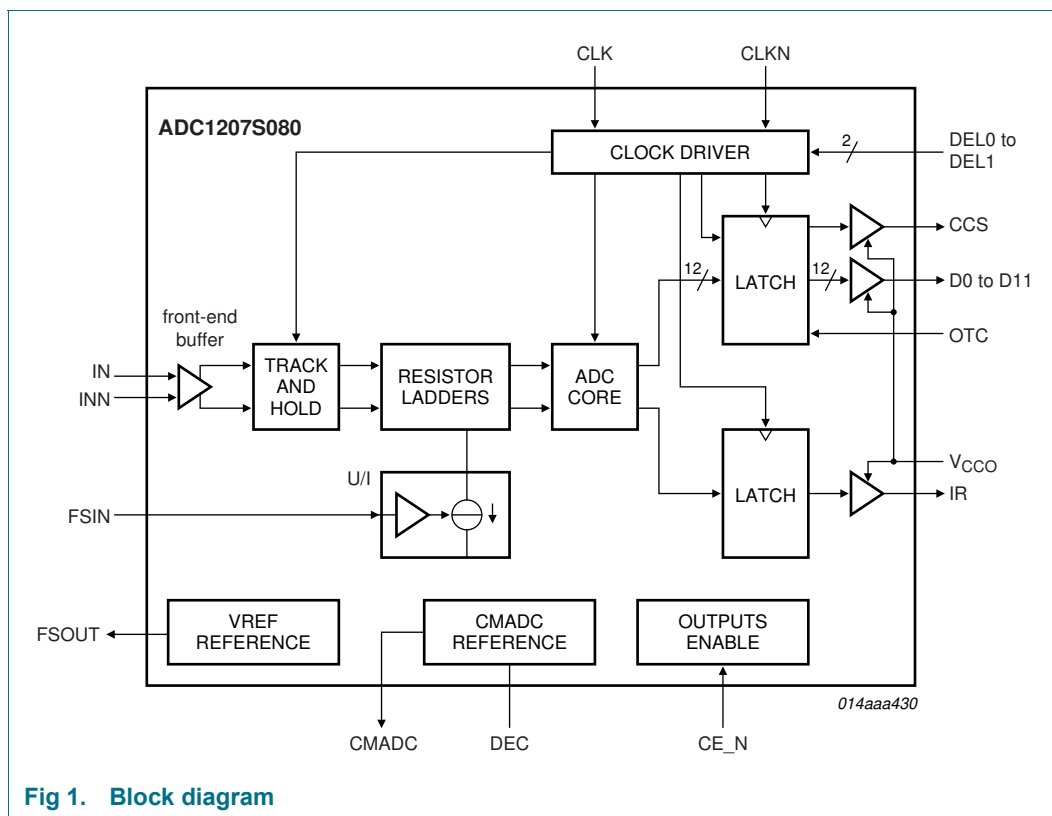 CLK
CLKN
ADC1207S080
CLOCK DRIVER
2
DEL0 to
DEL1
CCS
12
LATCH
12
D0 to D11
OTC
front-end
buffer
IN
INN
TRACK
AND
HOLD
RESISTOR
LADDERS
ADC
CORE
U/I
FSIN
LATCH
VCCO
IR
FSOUT
VREF
REFERENCE
CMADC
REFERENCE
OUTPUTS
ENABLE
014aaa430
CMADC
DEC
CE_N
Fig 1. Block diagram